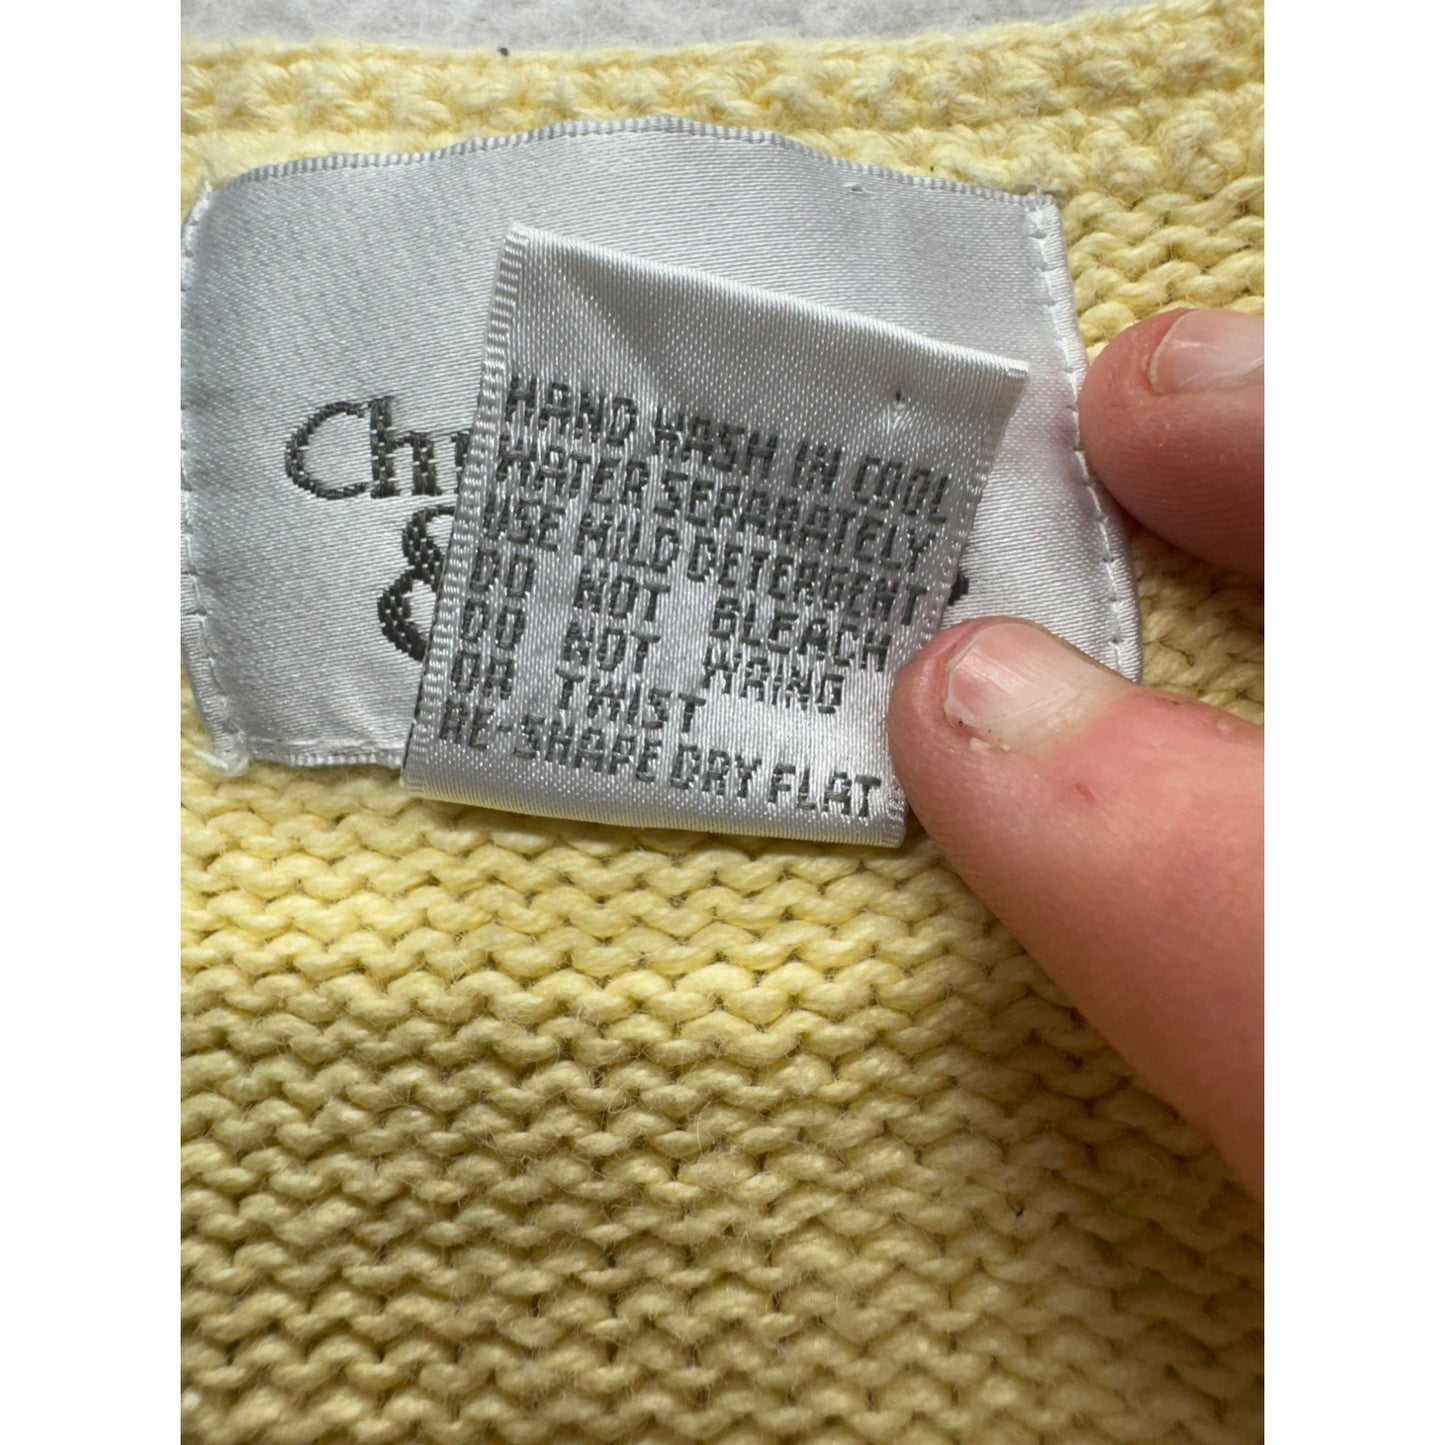 Chr
&
HAND WASH IN COOL
WATER SEPARATELY
USE MILD DETERGENT
DO NOT BLEACH
DO NOT WRING
OR TWIST
RE-SHAPE DRY FLAT